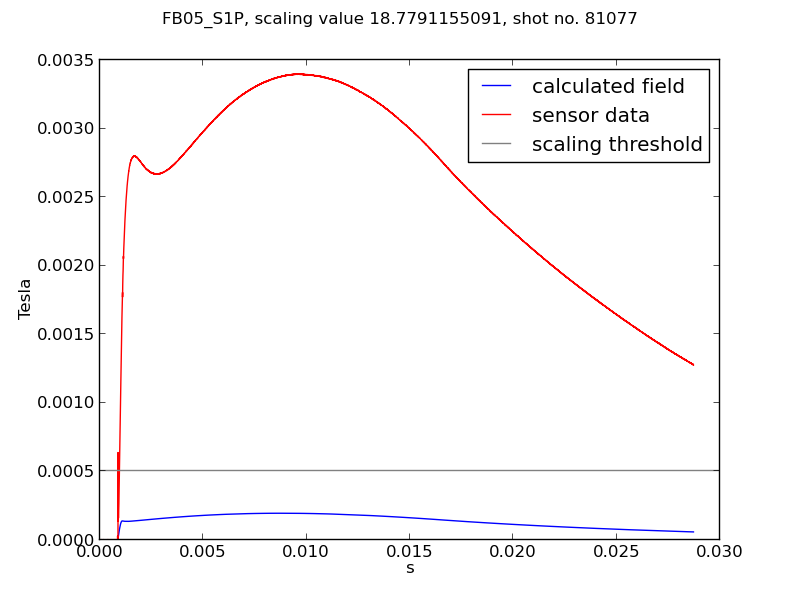 FB05_S1P, scaling value 18.7791155091, shot no. 81077
0.0035
0.0030
0.0025
0.0020
0.0015
0.0010
0.0005
0.0000
Tesla
calculated field
sensor data
scaling threshold
0.000 0.005 0.010 0.015 0.020 0.025 0.030
s